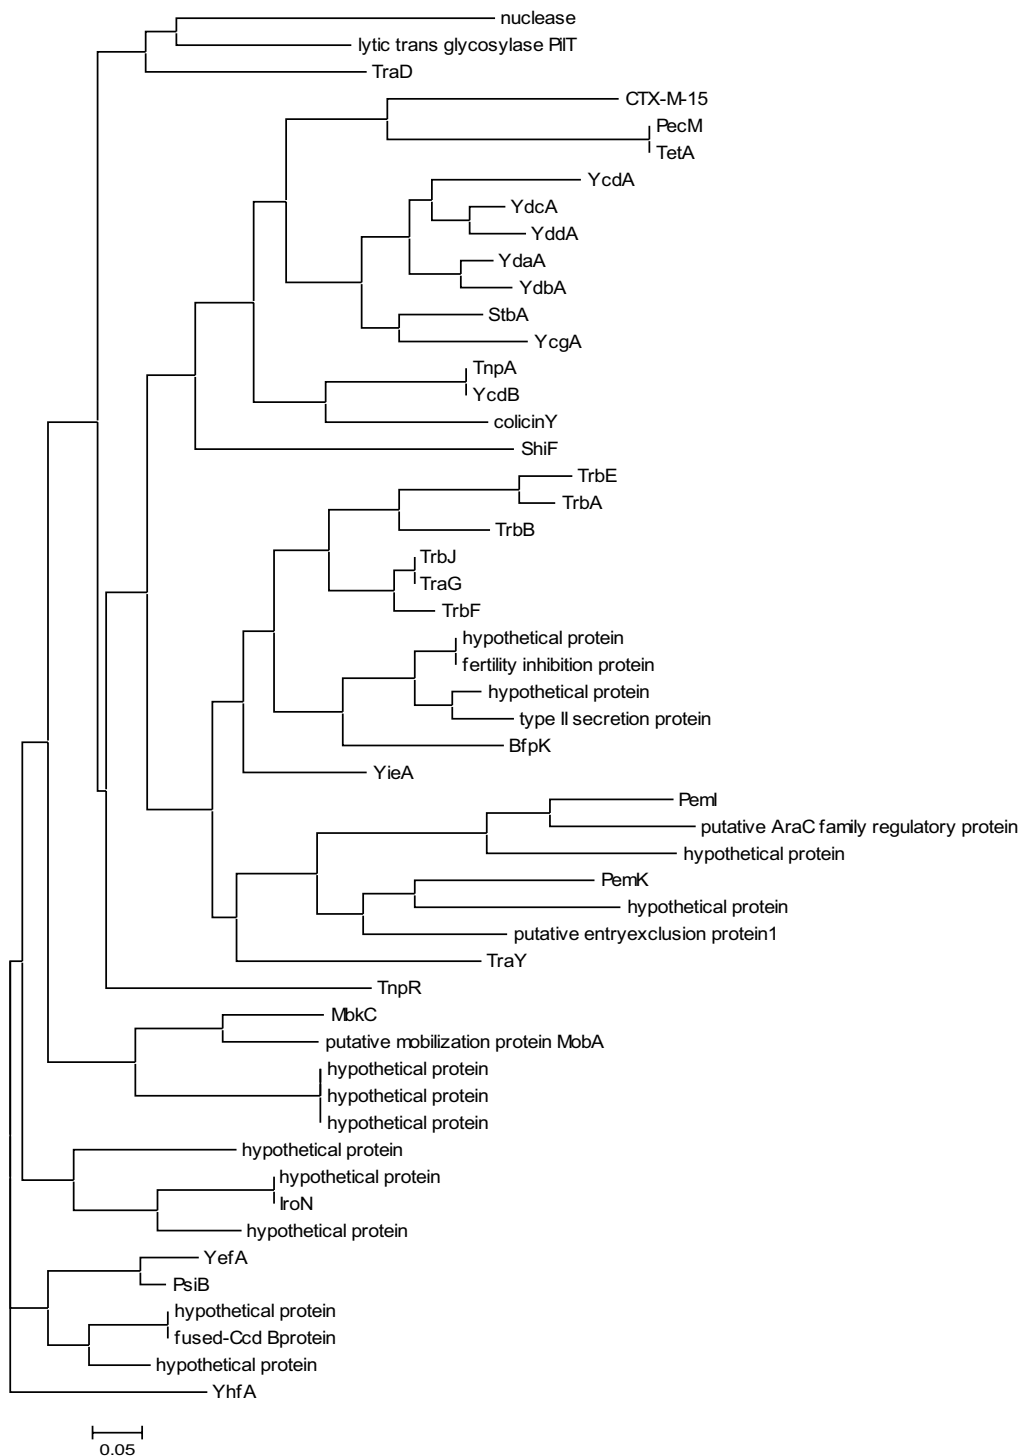 nuclease
lytic trans glycosylase PilT
TraD
CTX-M-15
PecM
TetA
YcdA
YdcA
YddA
YdaA
YdbA
StbA
YcgA
TnpA
YcdB
colicinY
ShiF
TrbE
TrbA
TrbB
TrbJ
TraG
TrbF
hypothetical protein
fertility inhibition protein
hypothetical protein
type II secretion protein
BfpK
YieA
PemI
putative AraC family regulatory protein
hypothetical protein
PemK
hypothetical protein
putative entryexclusion protein1
TraY
TnpR
MbkC
putative mobilization protein MobA
hypothetical protein
hypothetical protein
hypothetical protein
hypothetical protein
hypothetical protein
IroN
hypothetical protein
YefA
PsiB
hypothetical protein
fused-Ccd Bprotein
hypothetical protein
YhfA
0.05